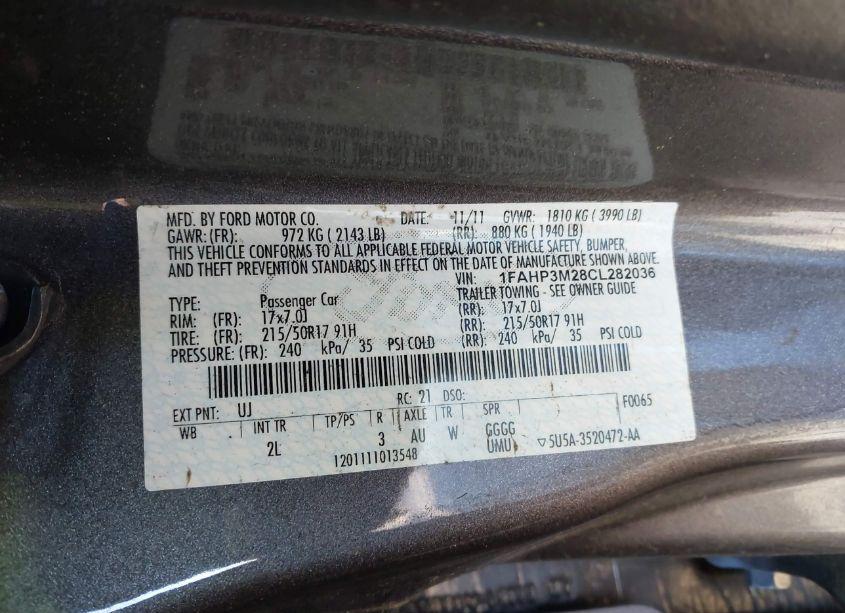 MFD. BY FORD MOTOR CO. DATE: 11/11 GVWR: 1810 KG ( 3990 LB)
GAWR:(FR): 972 KG ( 2143 LB) (RR): 880 KG ( 1940 LB)
THIS VEHICLE CONFORMS TO ALL APPLICABLE FEDERAL MOTOR VEHICLE SAFETY, BUMPER,
AND THEFT PREVENTION STANDARDS IN EFFECT ON THE DATE OF MANUFACTURE SHOWN ABOVE.
VIN: 1FAHP3M28CL282036
TYPE: Passenger Car TRAILER TOWING - SEE OWNER GUIDE
RIM: (FR): 17x7.0J (RR): 17x7.0J
TIRE: (FR): 215/50R17 91H (RR): 215/50R17 91H
PRESSURE: (FR): 240 kPa/ 35 PSI COLD (RR): 240 kPa/ 35 PSI COLD
EXT PNT: UJ RC: 21 DSO: F0065
WB INT TR TP/PS R AXLE TR SPR
2L 3 AU W GGGG
1201111013548 UMU ▽5U5A-3520472-AA